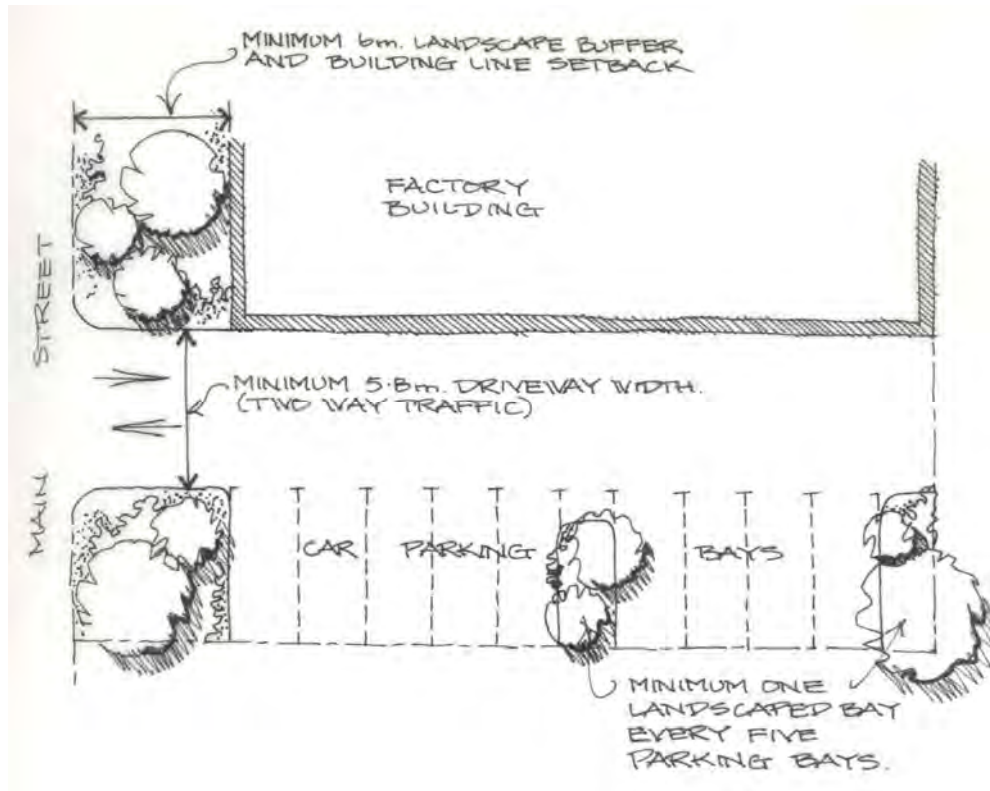 MINIMUM 6m. LANDSCAPE BUFFER
AND BUILDING LINE SETBACK
FACTORY
BUILDING
STREET
MINIMUM 5.8m. DRIVEWAY WIDTH.
(TWO WAY TRAFFIC)
MAIN
CAR PARKING BAYS
MINIMUM ONE
LANDSCAPED BAY
EVERY FIVE
PARKING BAYS.